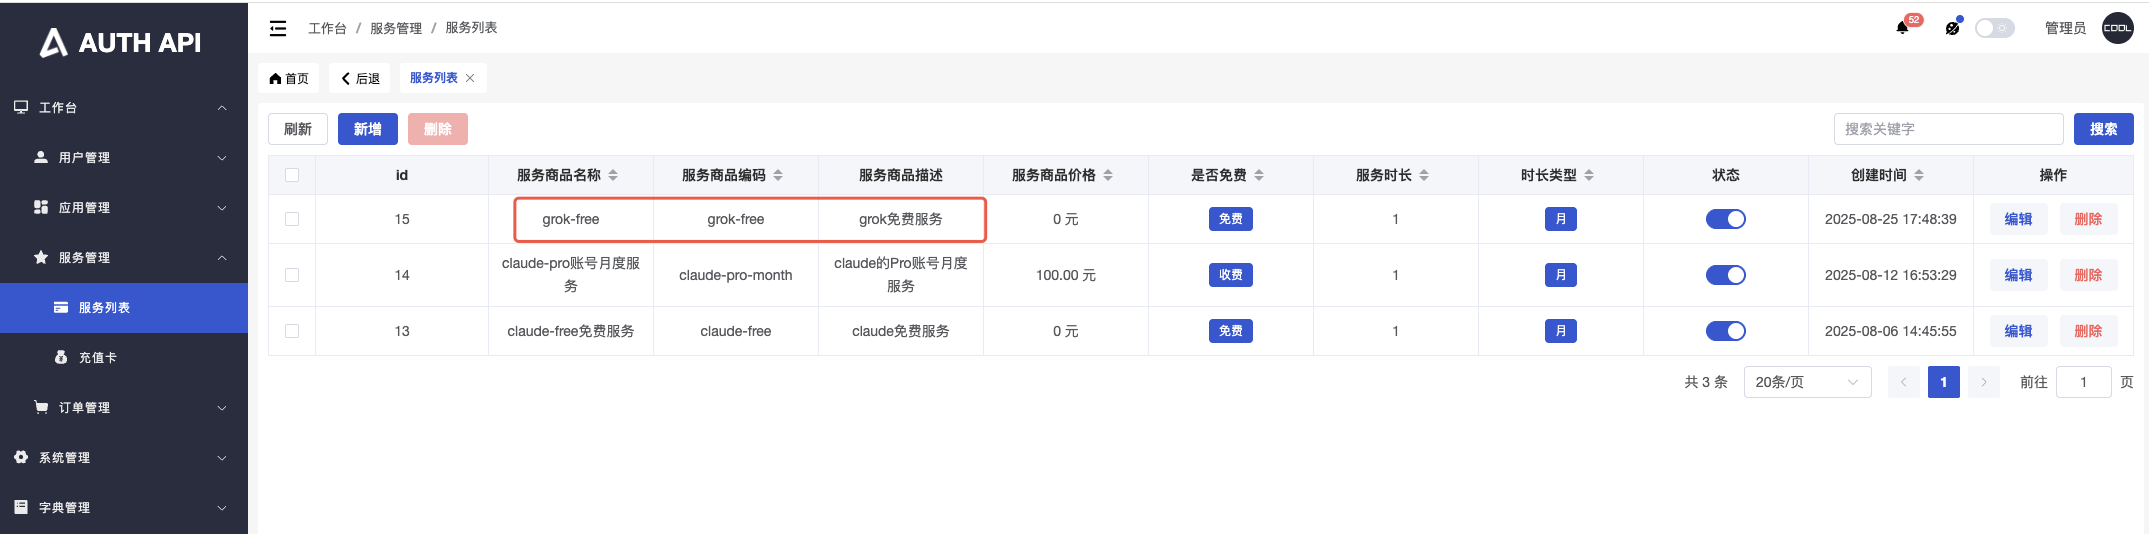 AUTH API
工作台
用户管理
应用管理
服务管理
服务列表
充值卡
订单管理
系统管理
字典管理
工作台 / 服务管理 / 服务列表
52
管理员
COOL
首页
后退
服务列表
刷新
新增
删除
搜索关键字
搜索
id 服务商品名称 服务商品编码 服务商品描述 服务商品价格 是否免费 服务时长 时长类型 状态 创建时间 操作
15 grok-free grok-free grok免费服务 0 元 免费 1 月 2025-08-25 17:48:39 编辑 删除
14 claude-pro账号月度服 claude-pro-month claude的Pro账号月度 100.00 元 收费 1 月 2025-08-12 16:53:29 编辑 删除
务 服务
13 claude-free免费服务 claude-free claude免费服务 0 元 免费 1 月 2025-08-06 14:45:55 编辑 删除
共 3 条 20条/页 1 前往 1 页